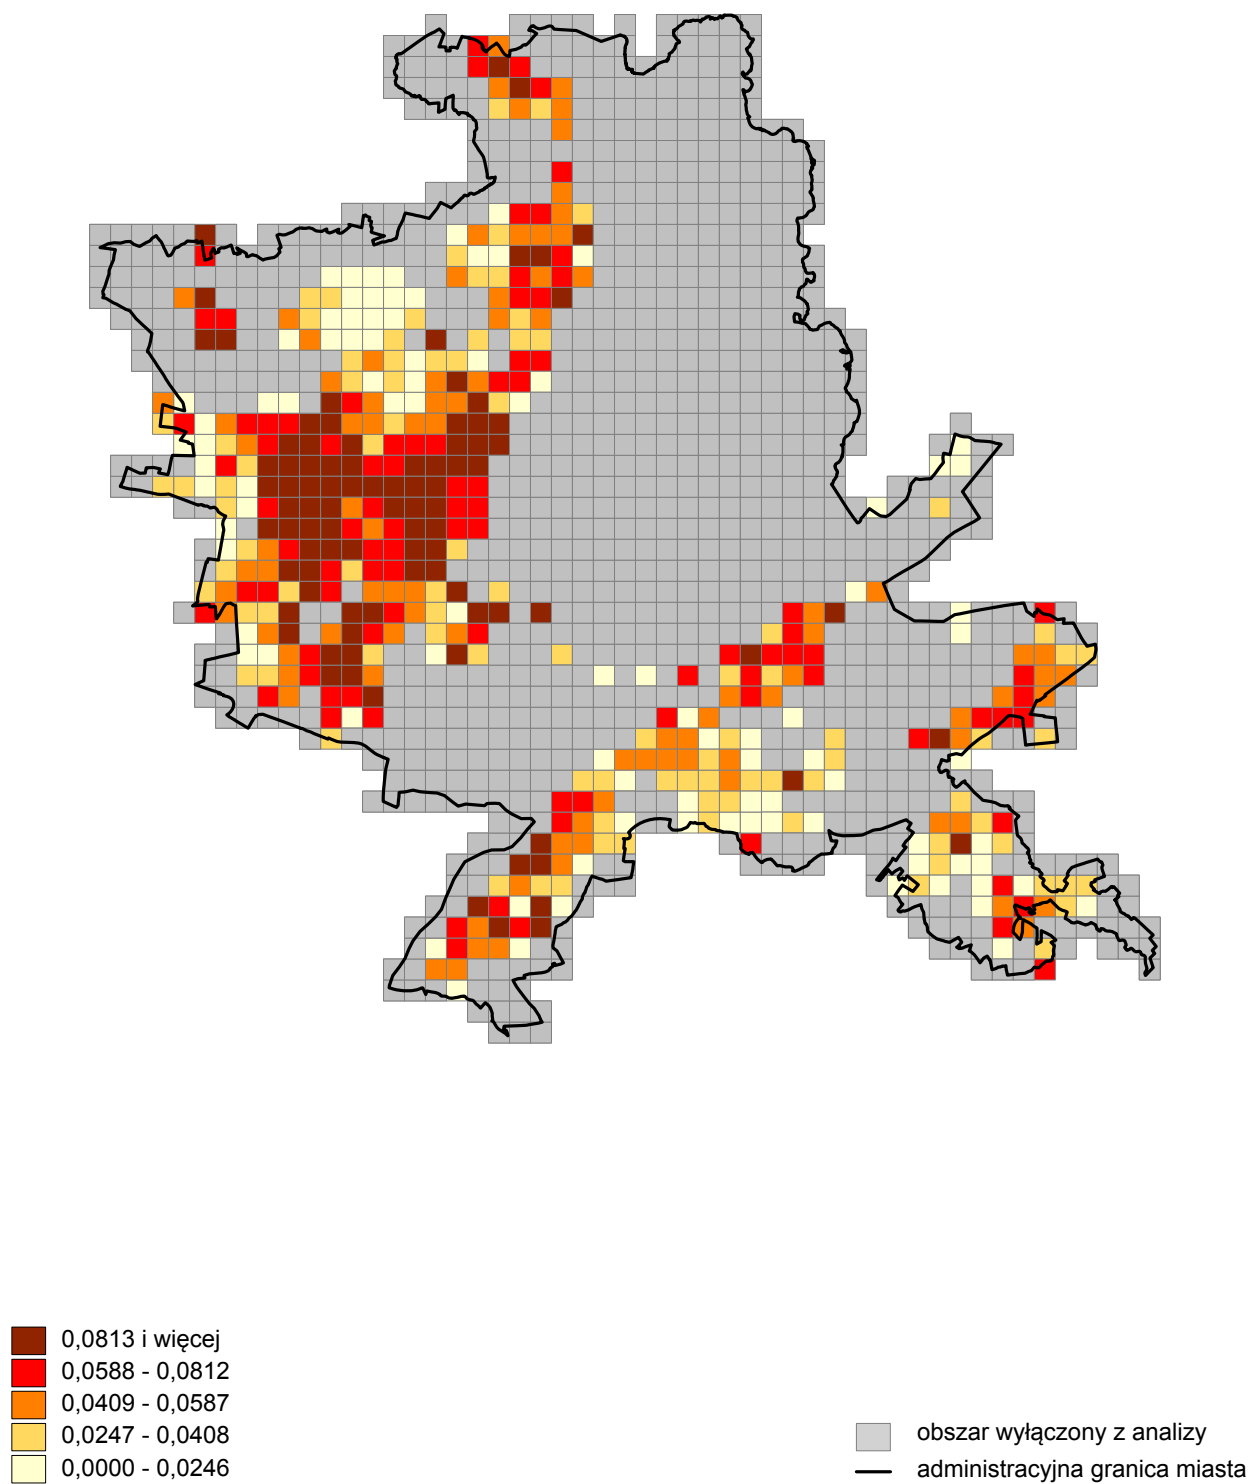 0,0813 i więcej
0,0588 - 0,0812
0,0409 - 0,0587
0,0247 - 0,0408
0,0000 - 0,0246
obszar wyłączony z analizy
administracyjna granica miasta